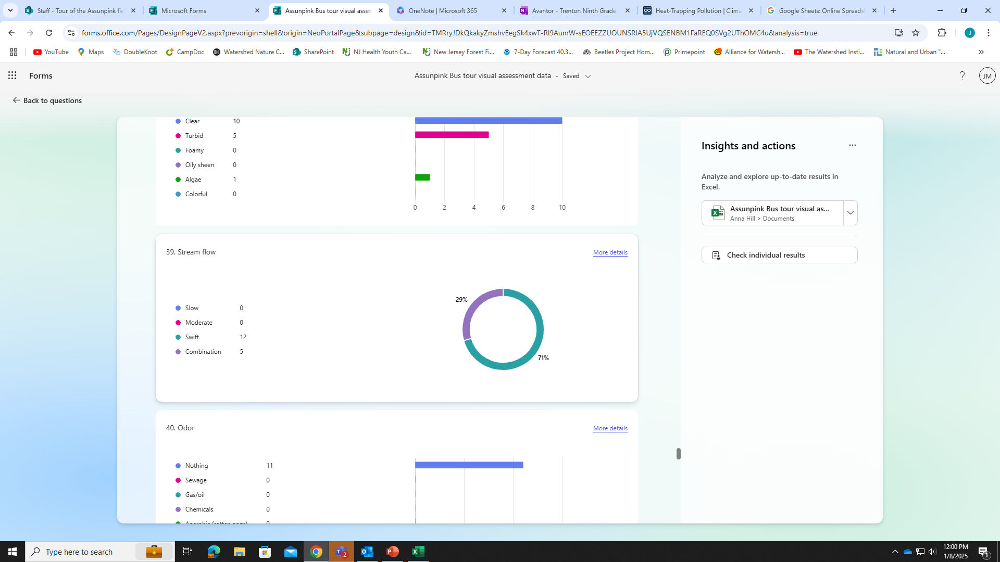 Staff - Tour of the Assunpink fie
Microsoft Forms
Assunpink Bus tour visual asses
OneNote | Microsoft 365
Avantor - Trenton Ninth Grade
Heat-Trapping Pollution | Clima
Google Sheets: Online Spreads
forms.office.com/Pages/DesignPageV2.aspx?prevorigin=shell&origin=NeoPortalPage&subpage=design&id=TMRryJDkQkakyZmshvEegSk4xwT-Rl9AumW-sEOEEZZUOUNSRIA5UjVQSENBM1FaREQ0SVg2UThOMC4u&analysis=true
J
YouTube
Maps
DoubleKnot
CampDoc
Watershed Nature C...
SharePoint
NJ Health Youth Ca...
New Jersey Forest Fi...
7-Day Forecast 40.3...
Beetles Project Hom...
Primepoint
Alliance for Watersh...
The Watershed Insti...
Natural and Urban "...
Forms
Assunpink Bus tour visual assessment data - Saved
?
JM
Back to questions
Clear 10
Turbid 5
Foamy 0
Oily sheen 0
Algae 1
Colorful 0
0 2 4 6 8 10
39. Stream flow
More details
Slow 0
Moderate 0
Swift 12
Combination 5
29%
71%
40. Odor
More details
Nothing 11
Sewage 0
Gas/oil 0
Chemicals 0
Anerobic (rotten eggs) 0
Insights and actions
Analyze and explore up-to-date results in
Excel.
Assunpink Bus tour visual as...
Anna Hill > Documents
Check individual results
Type here to search
2
12:00 PM
1/8/2025
1